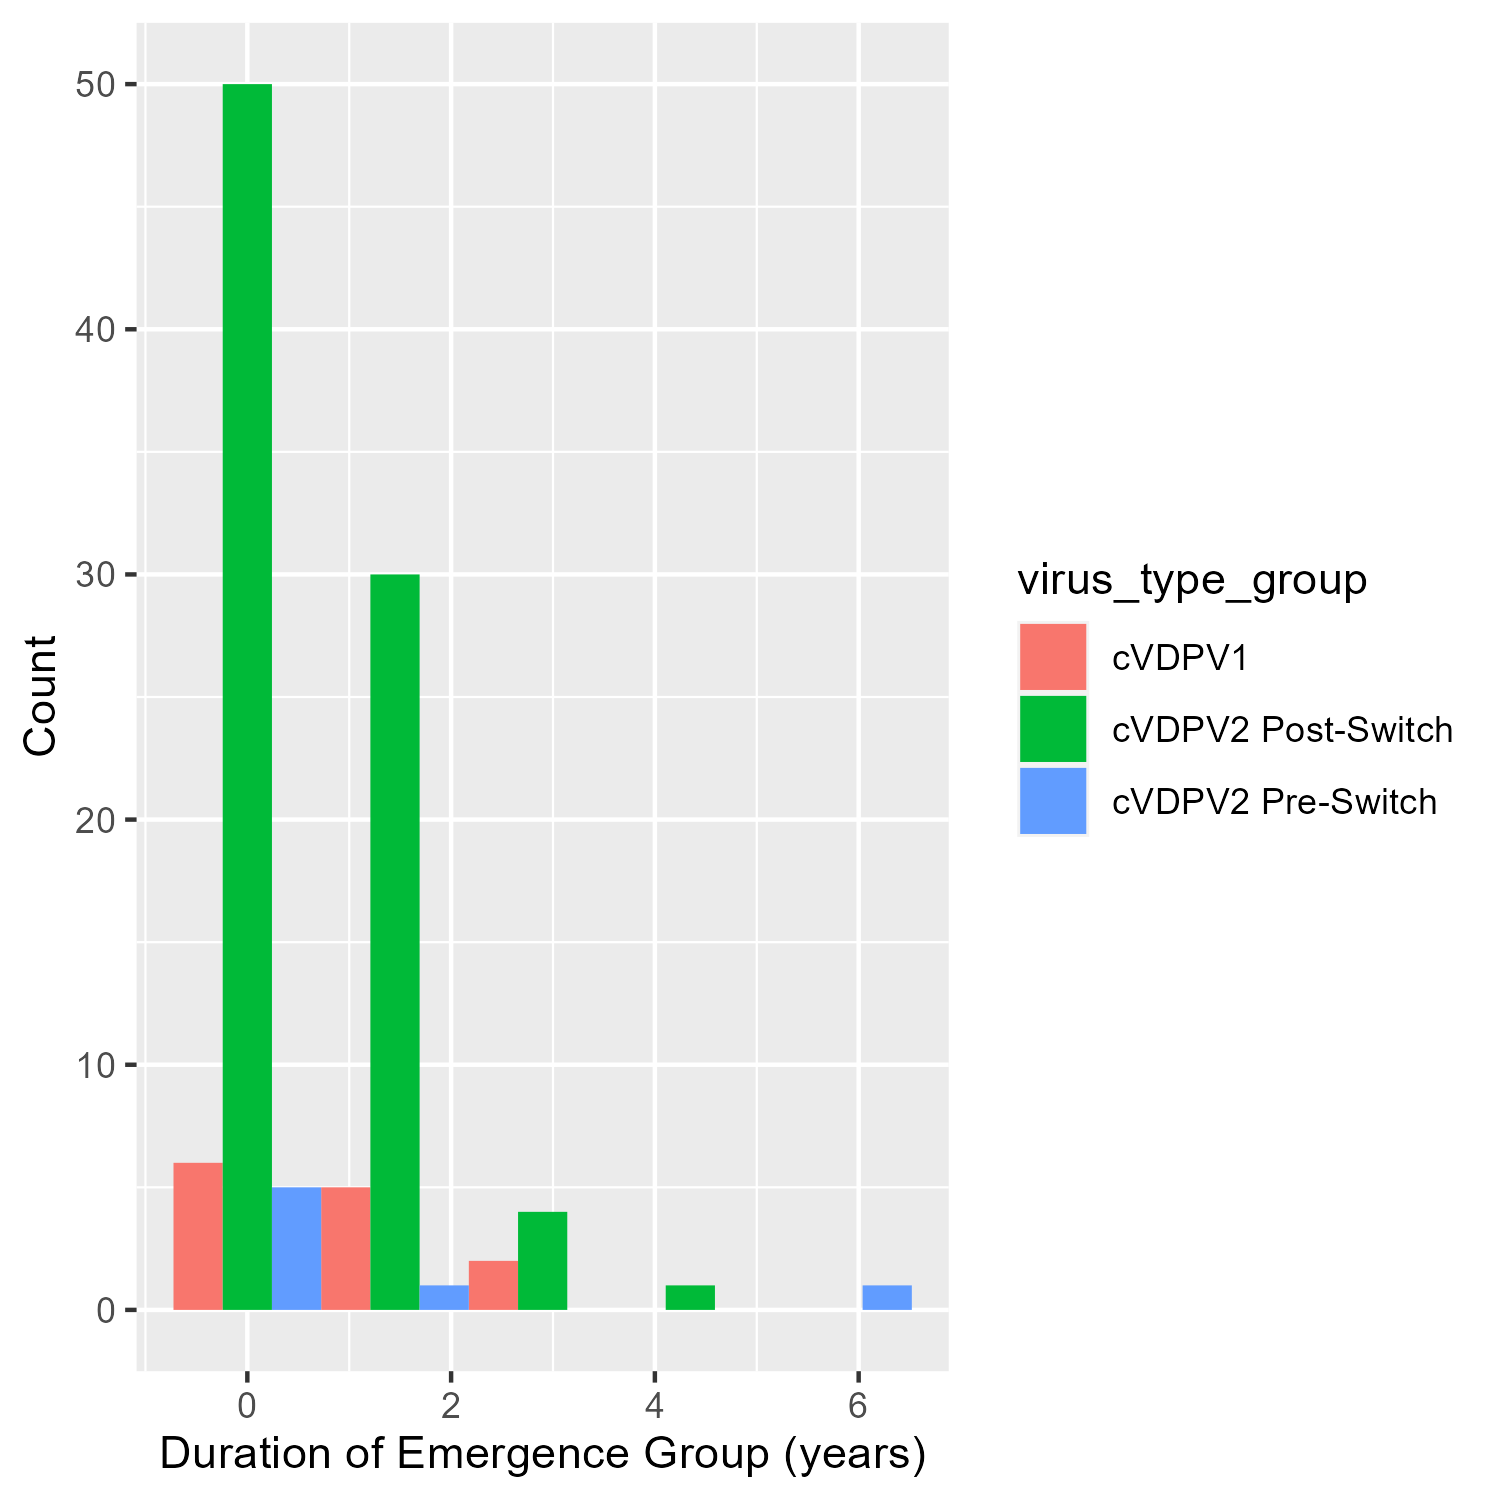 50
40
30
20
10
0
Count
0 2 4 6
Duration of Emergence Group (years)
virus_type_group
cVDPV1
cVDPV2 Post-Switch
cVDPV2 Pre-Switch